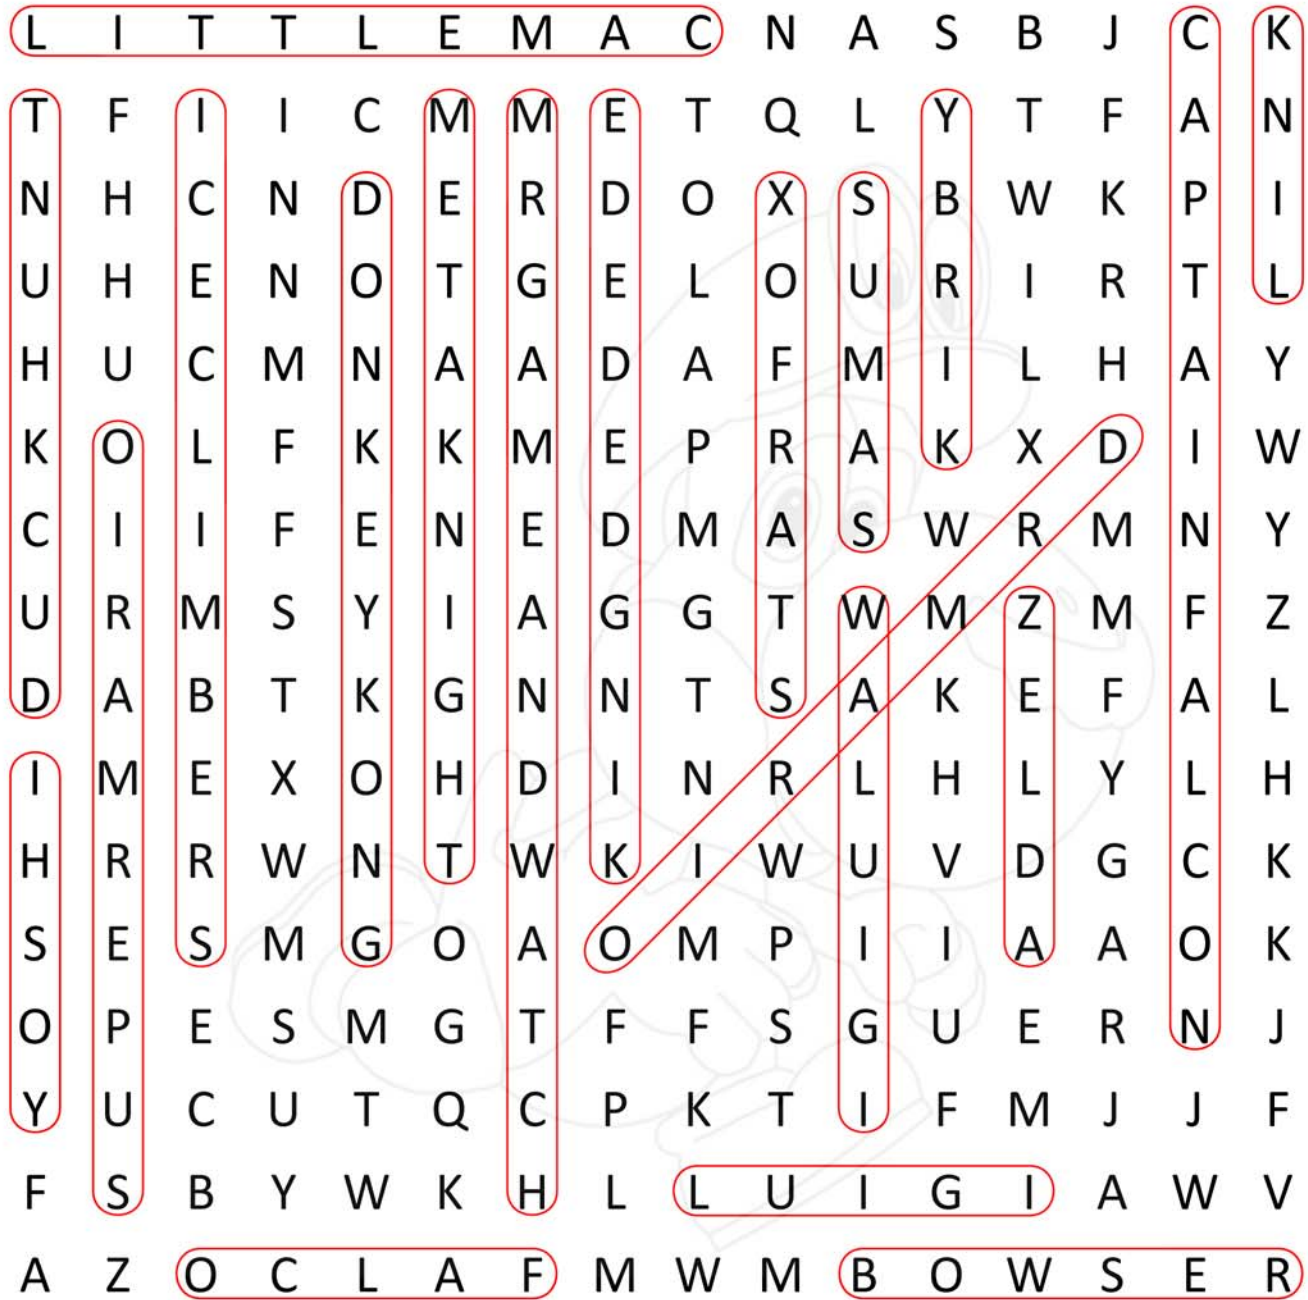 L I T T L E M A C N A S B J C K
T F I I C M M E T Q L Y T F A N
N H C N D E R D O X S B W K P I
U H E N O T G E L O U R I R T L
H U C M N A A D A F M I L H A Y
K O L F K K M E P R A K X D I W
C I I F E N E D M A S W R M N Y
U R M S Y I A G G T W M Z M F Z
D A B T K G N N T S A K E F A L
I M E X O H D I N R L H L Y L H
H R R W N T W K I W U V D G C K
S E S M G O A O M P I I A A O K
O P E S M G T F F S G U E R N J
Y U C U T Q C P K T I F M J J F
F S B Y W K H L L U I G I A W V
A Z O C L A F M W M B O W S E R